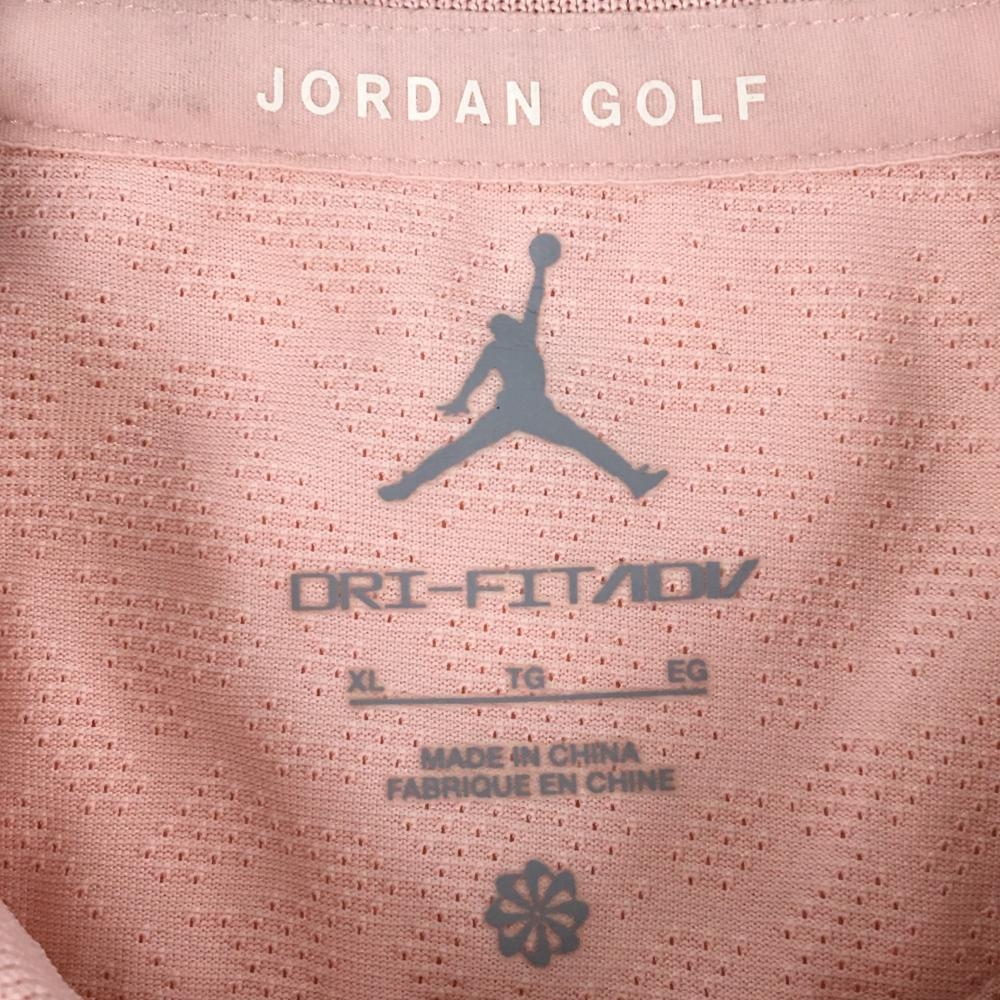 JORDAN GOLF
DRI-FIT ADV
XL TG EG
MADE IN CHINA
FABRIQUE EN CHINE